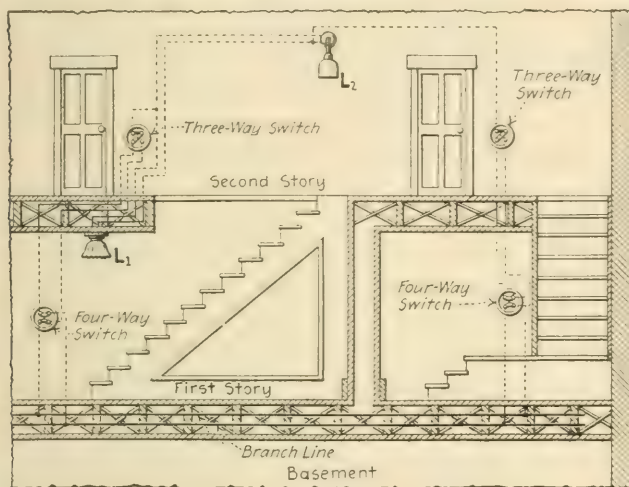 L2
Three-Way
Switch
Three-Way Switch
Second Story
L1
Four-Way
Switch
Four-Way
Switch
First Story
Branch Line
Basement